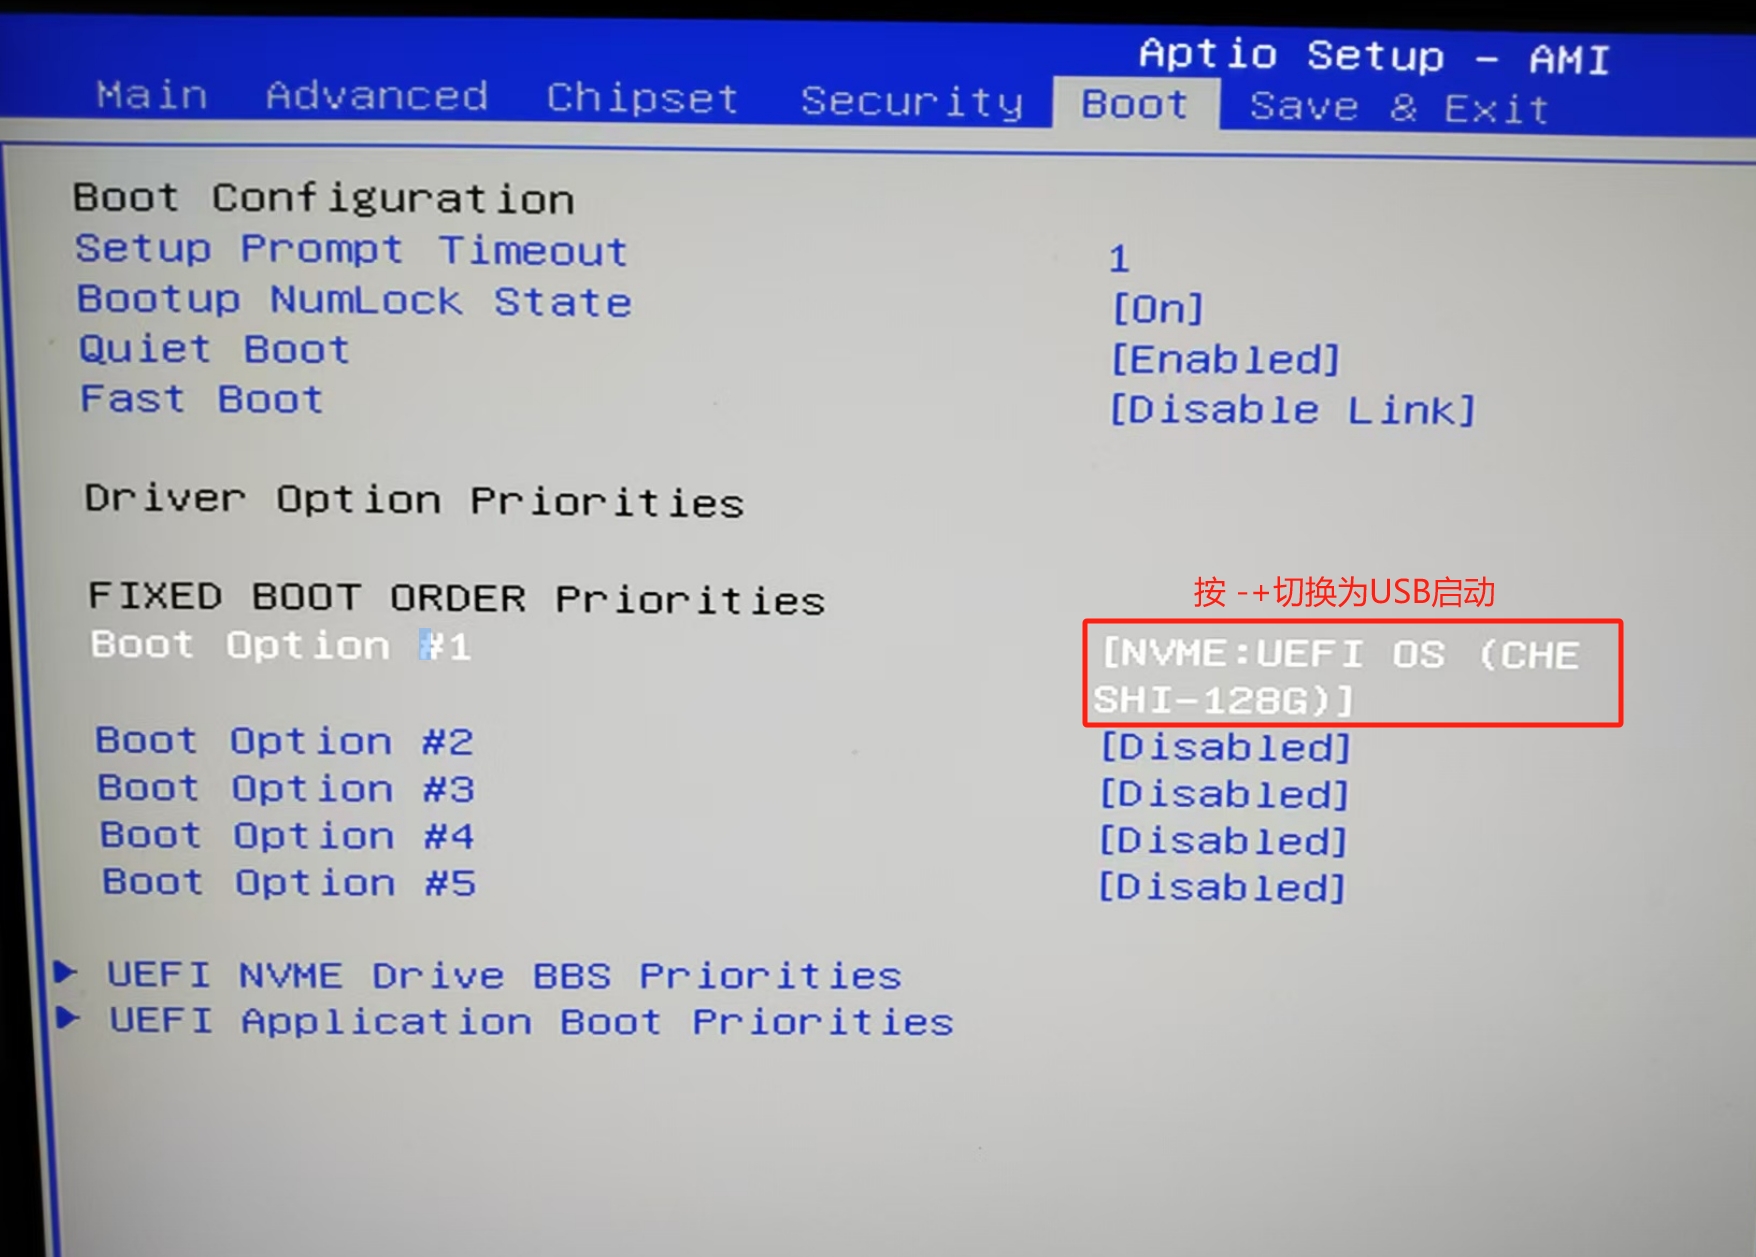 Aptio Setup - AMI
Main Advanced Chipset Security Boot Save & Exit
Boot Configuration
Setup Prompt Timeout 1
Bootup NumLock State [On]
Quiet Boot [Enabled]
Fast Boot [Disable Link]
Driver Option Priorities
FIXED BOOT ORDER Priorities
按 -+切换为USB启动
Boot Option #1 [NVME:UEFI OS (CHE
SHI-128G)]
Boot Option #2 [Disabled]
Boot Option #3 [Disabled]
Boot Option #4 [Disabled]
Boot Option #5 [Disabled]
UEFI NVME Drive BBS Priorities
UEFI Application Boot Priorities